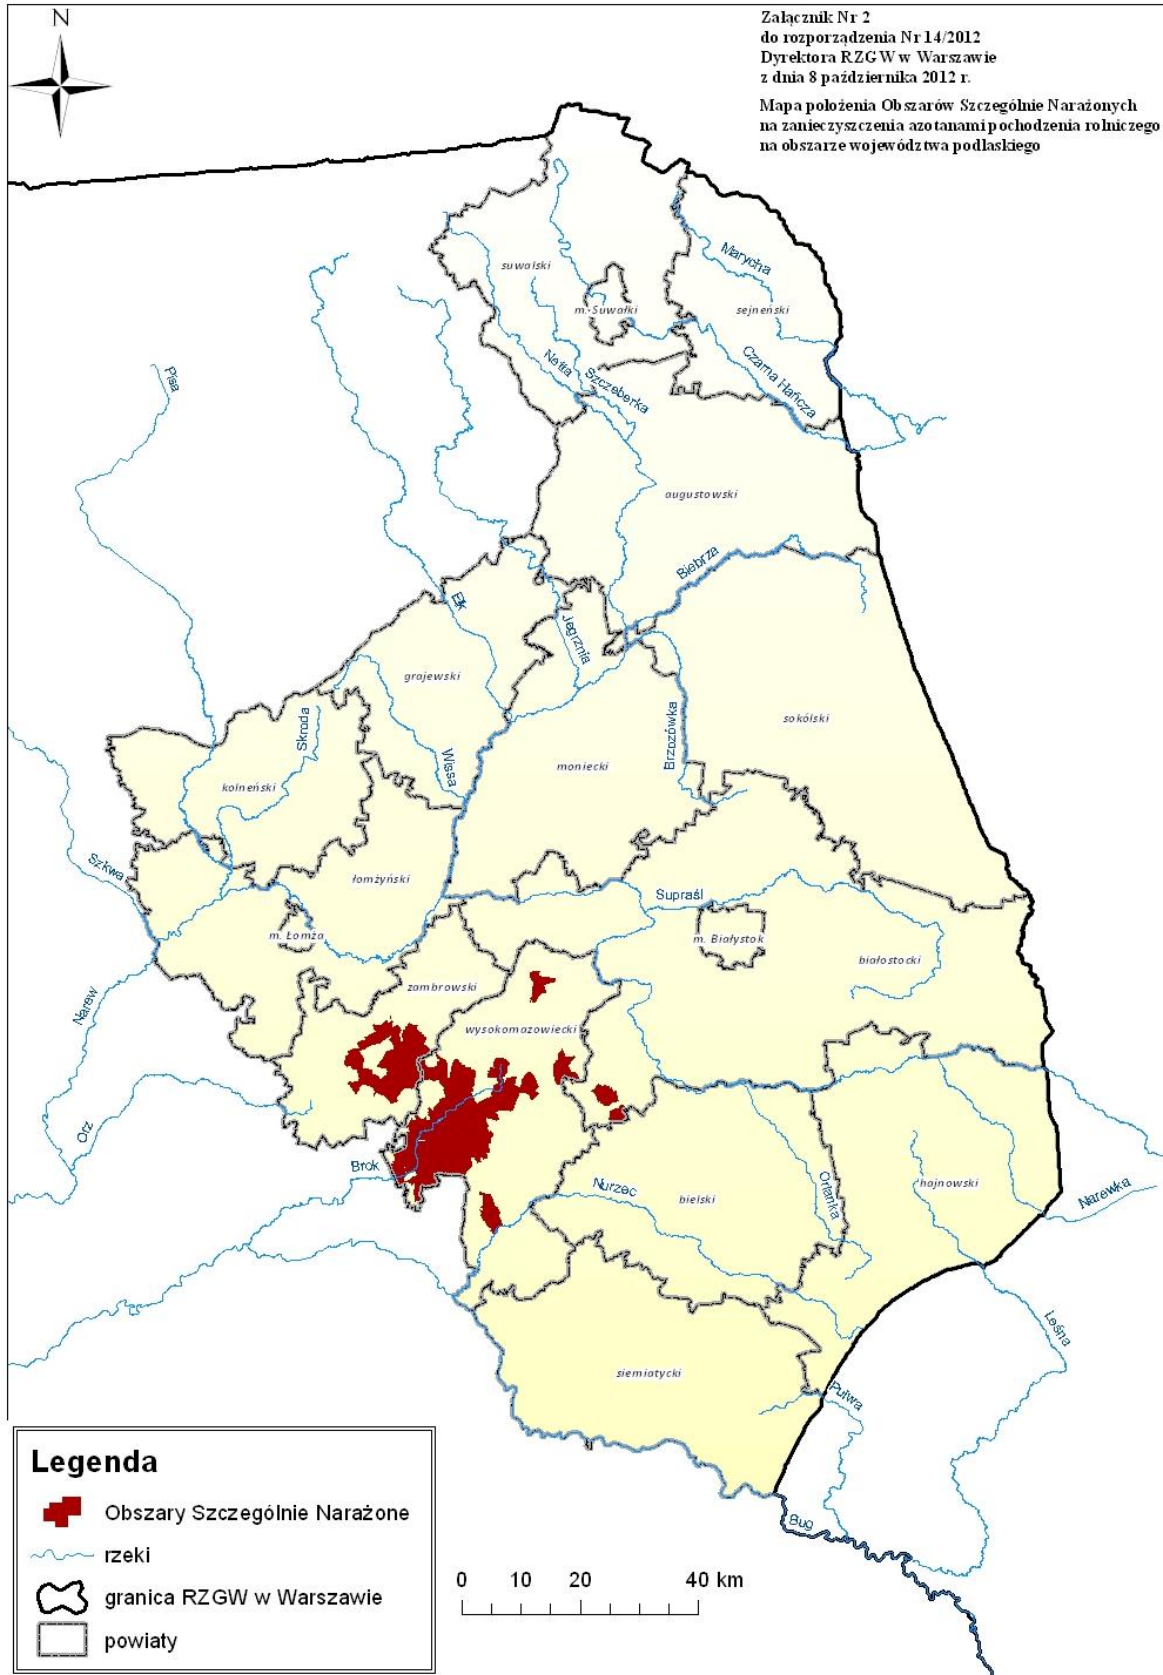 N
Załącznik Nr 2
do rozporządzenia Nr 14/2012
Dyrektora RZGW w Warszawie
z dnia 8 października 2012 r.
Mapa położenia Obszarów Szczególnie Narażonych
na zanieczyszczenia azotanami pochodzenia rolniczego
na obszarze województwa podlaskiego
Marycha
suwalski
m. Suwałki
sejneński
Netta
Szczeberka
Czarna Hańcza
Pisa
augustowski
Biebrza
Ełk
Jegrznia
grajewski
Skroda
Brzozówka
sokólski
Wissa
moniecki
kolneński
Szkwa
łomżyński
Supraśl
m. Łomża
m. Białystok
białostocki
zambrowski
Narew
wysokomazowiecki
Orz
Brok
Nurzec
bielski
Orlanka
hajnowski
Narewka
Leśna
siemiatycki
Pulwa
Bug
Legenda
Obszary Szczególnie Narażone
rzeki
granica RZGW w Warszawie
powiaty
0 10 20 40 km